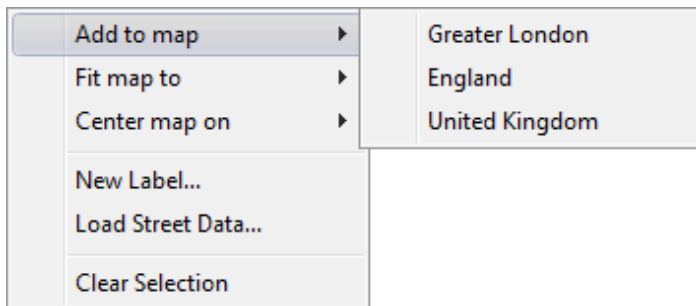 Add to map
Fit map to
Center map on
New Label...
Load Street Data...
Clear Selection
Greater London
England
United Kingdom